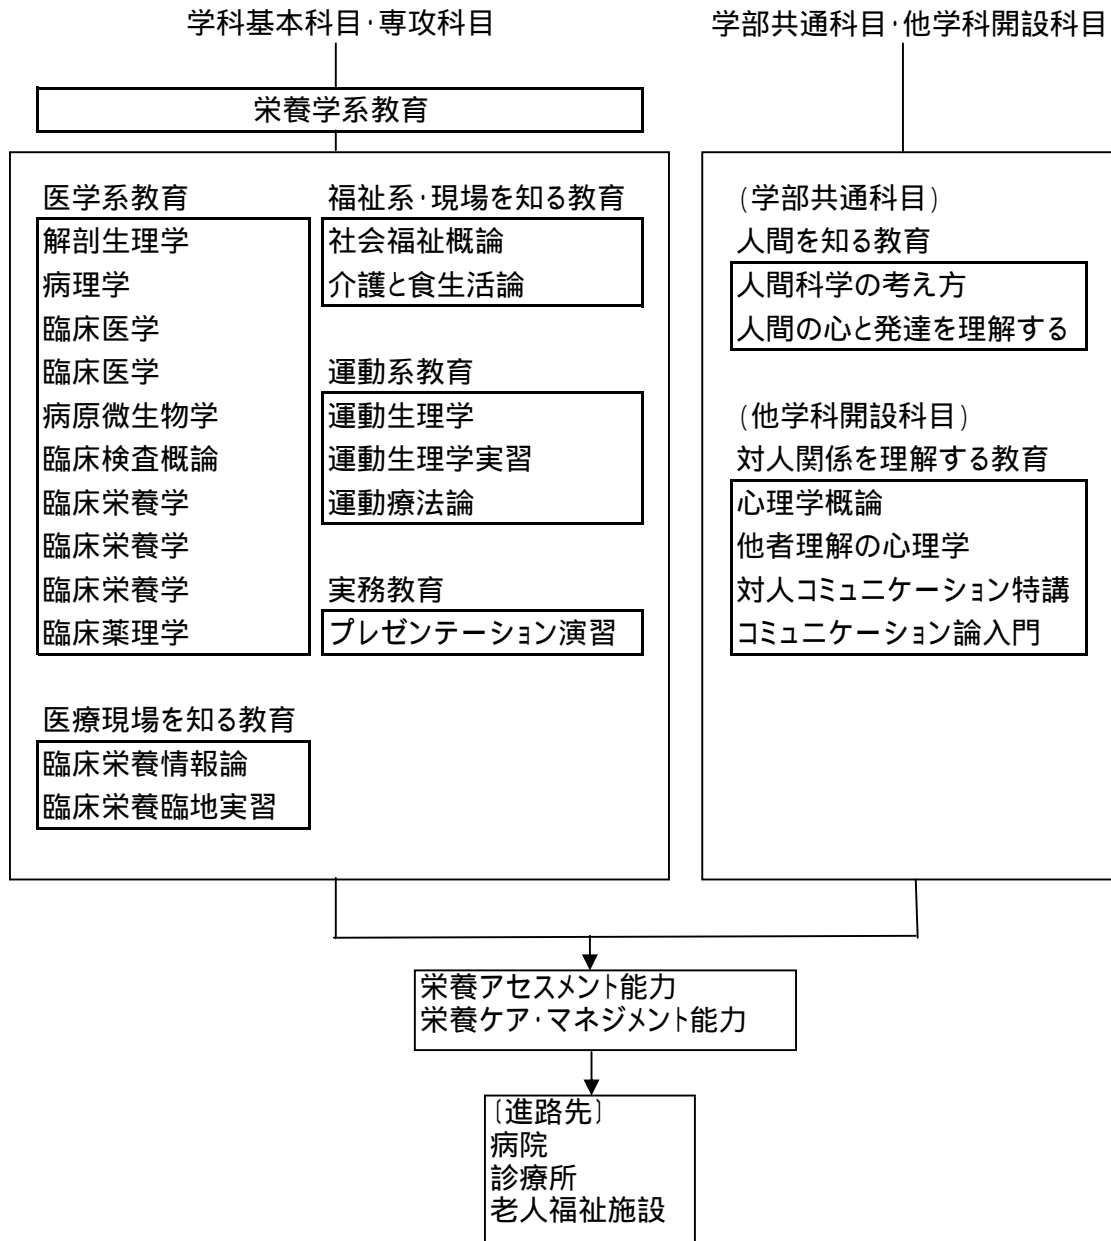 学科基本科目・専攻科目
学部共通科目・他学科開設科目
栄養学系教育
医学系教育
解剖生理学
病理学
臨床医学
臨床医学
病原微生物学
臨床検査概論
臨床栄養学
臨床栄養学
臨床栄養学
臨床薬理学
医療現場を知る教育
臨床栄養情報論
臨床栄養臨地実習
福祉系・現場を知る教育
社会福祉概論
介護と食生活論
運動系教育
運動生理学
運動生理学実習
運動療法論
実務教育
プレゼンテーション演習
(学部共通科目)
人間を知る教育
人間科学の考え方
人間の心と発達を理解する
(他学科開設科目)
対人関係を理解する教育
心理学概論
他者理解の心理学
対人コミュニケーション特講
コミュニケーション論入門
栄養アセスメント能力
栄養ケア・マネジメント能力
〔進路先〕
病院
診療所
老人福祉施設